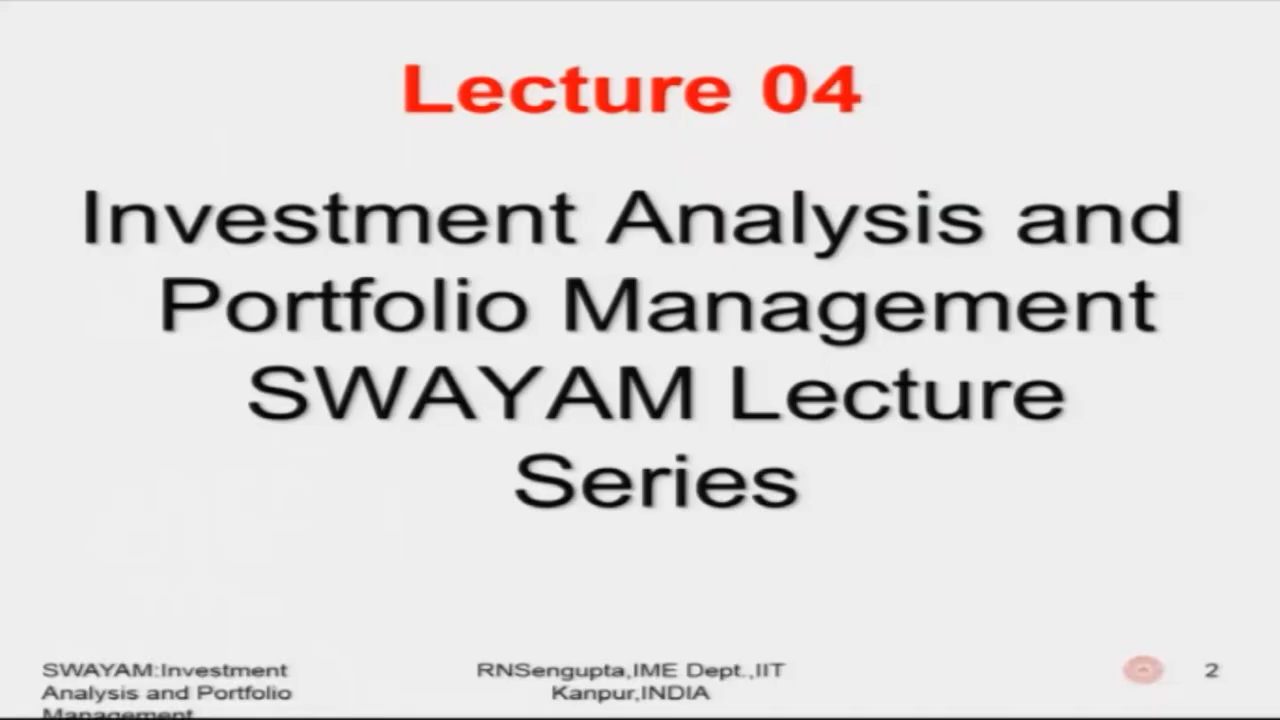 Lecture 04
Investment Analysis and
Portfolio Management
SWAYAM Lecture
Series
SWAYAM:Investment
Analysis and Portfolio
Management
RNSengupta,IME Dept.,IIT
Kanpur,INDIA
2